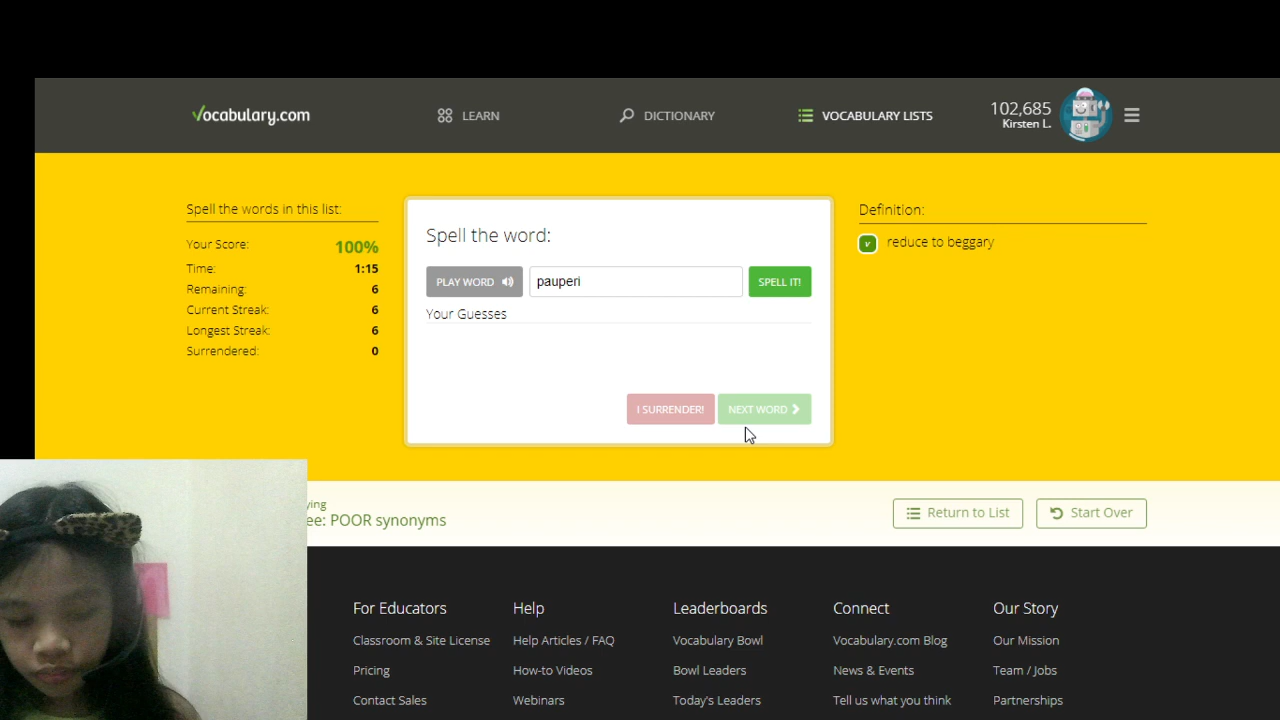 Vocabulary.com
LEARN
DICTIONARY
VOCABULARY LISTS
102,685
Kirsten L.
Spell the words in this list:
Your Score: 100%
Time: 1:15
Remaining: 6
Current Streak: 6
Longest Streak: 6
Surrendered: 0
Spell the word:
PLAY WORD
pauperi
SPELL IT!
Your Guesses
I SURRENDER!
NEXT WORD
Definition:
v reduce to beggary
ying
ee: POOR synonyms
Return to List
Start Over
For Educators
Classroom & Site License
Pricing
Contact Sales
Help
Help Articles / FAQ
How-to Videos
Webinars
Leaderboards
Vocabulary Bowl
Bowl Leaders
Today's Leaders
Connect
Vocabulary.com Blog
News & Events
Tell us what you think
Our Story
Our Mission
Team / Jobs
Partnerships